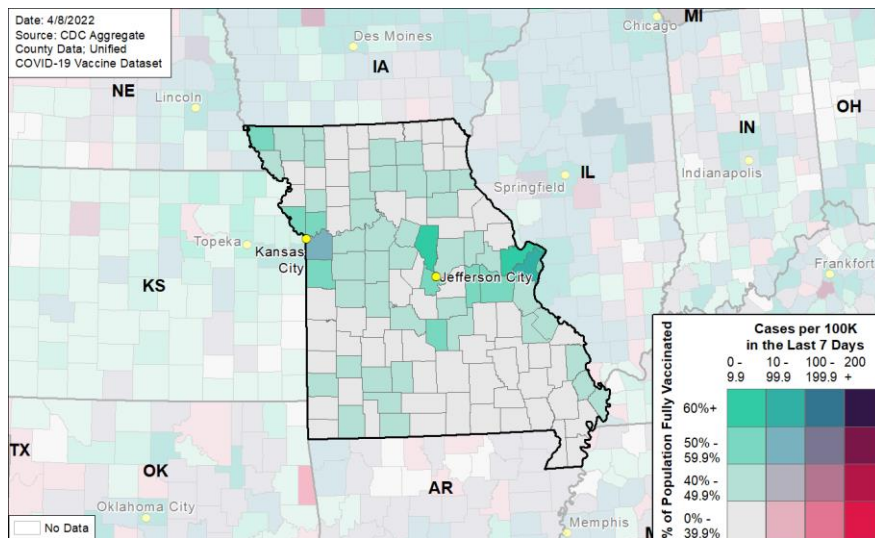 Date: 4/8/2022
Source: CDC Aggregate
County Data; Unified
COVID-19 Vaccine Dataset
Chicago
MI
Des Moines
IA
NE
Lincoln
OH
IN
IL
Springfield
Indianapolis
Topeka
Kansas
City
Jefferson City
Frankfort
KS
TX
OK
Oklahoma City
AR
Memphis
No Data
Cases per 100K
in the Last 7 Days
0 - 10 - 100 - 200
9.9 99.9 199.9 +
% of Population Fully Vaccinated
60%+
50% -
59.9%
40% -
49.9%
0% -
39.9%